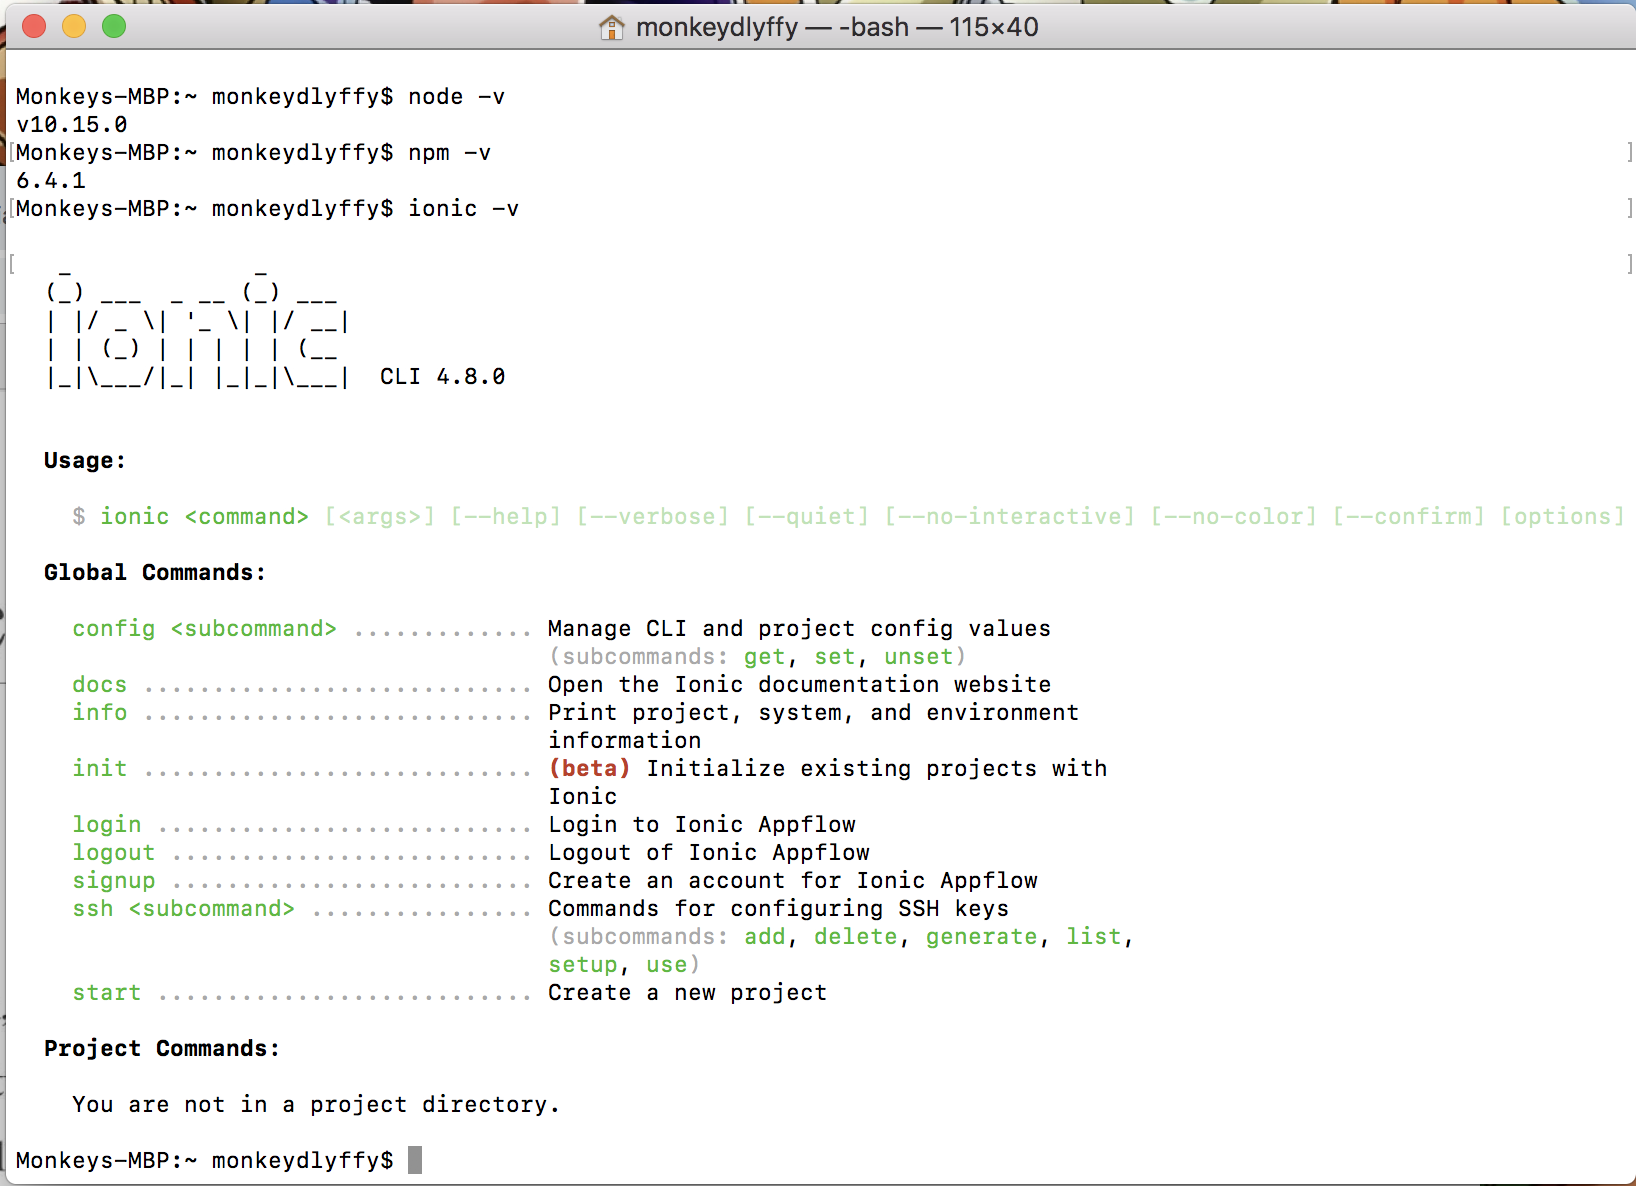 monkeydlyffy — -bash — 115×40
Monkeys-MBP:~ monkeydlyffy$ node -v
v10.15.0
[Monkeys-MBP:~ monkeydlyffy$ npm -v ]
6.4.1
[Monkeys-MBP:~ monkeydlyffy$ ionic -v ]
[   _             _ ]
  (_) ___  _ __ (_) ___
  | |/ _ \| '_ \| |/ __|
  | | (_) | | | | | (__
  |_|\___/|_| |_|_|\___|  CLI 4.8.0
Usage:
$ ionic <command> [<args>] [--help] [--verbose] [--quiet] [--no-interactive] [--no-color] [--confirm] [options]
Global Commands:
config <subcommand> ............. Manage CLI and project config values
(subcommands: get, set, unset)
docs ............................ Open the Ionic documentation website
info ............................ Print project, system, and environment
information
init ............................ (beta) Initialize existing projects with
Ionic
login ........................... Login to Ionic Appflow
logout .......................... Logout of Ionic Appflow
signup .......................... Create an account for Ionic Appflow
ssh <subcommand> ................ Commands for configuring SSH keys
(subcommands: add, delete, generate, list,
setup, use)
start ........................... Create a new project
Project Commands:
You are not in a project directory.
Monkeys-MBP:~ monkeydlyffy$